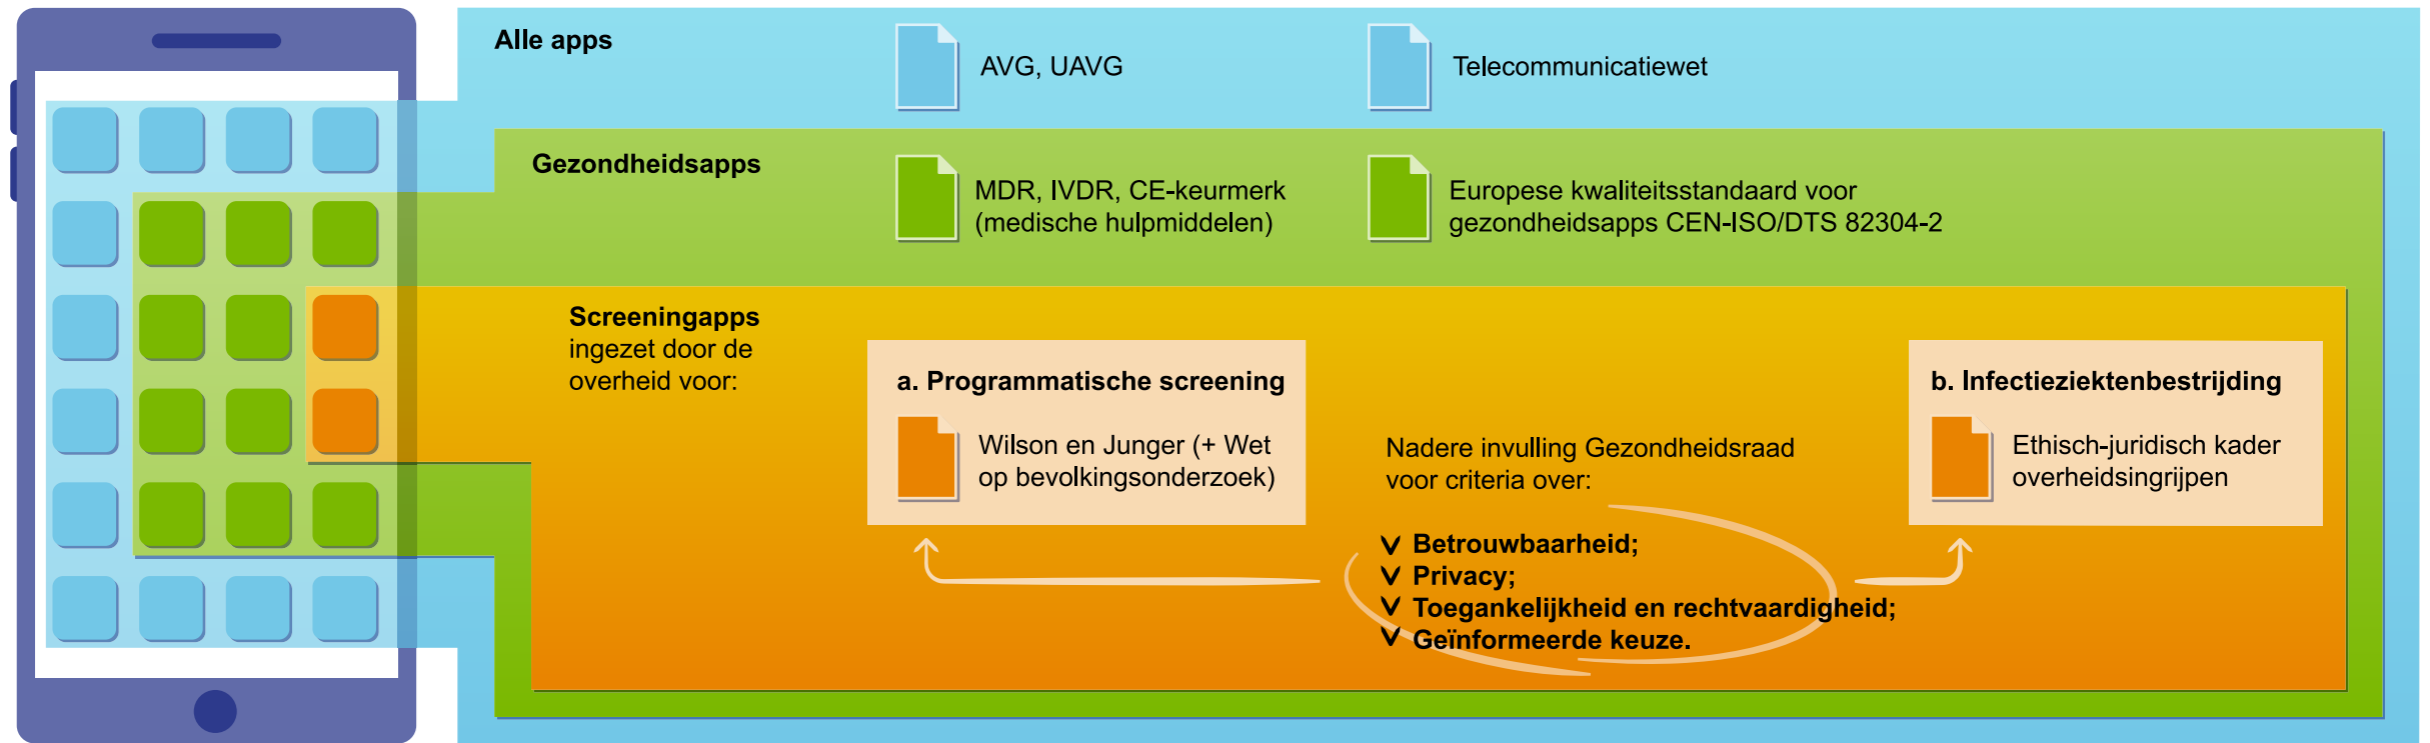 Alle apps
AVG, UAVG
Telecommunicatiewet
Gezondheidsapps
MDR, IVDR, CE-keurmerk
(medische hulpmiddelen)
Europese kwaliteitsstandaard voor
gezondheidsapps CEN-ISO/DTS 82304-2
Screeningapps
ingezet door de
overheid voor:
a. Programmatische screening
Wilson en Junger (+ Wet
op bevolkingsonderzoek)
Nadere invulling Gezondheidsraad
voor criteria over:
Betrouwbaarheid;
Privacy;
Toegankelijkheid en rechtvaardigheid;
Geïnformeerde keuze.
b. Infectieziektenbestrijding
Ethisch-juridisch kader
overheidsingrijpen